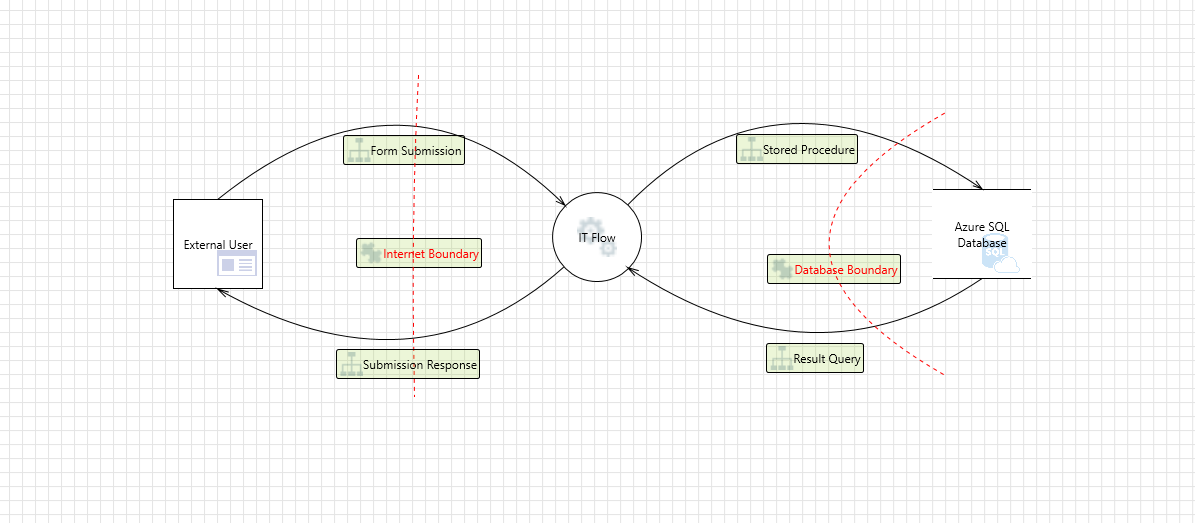 Form Submission
Stored Procedure
External User
IT Flow
Azure SQL
Database
SQL
Internet Boundary
Database Boundary
Submission Response
Result Query